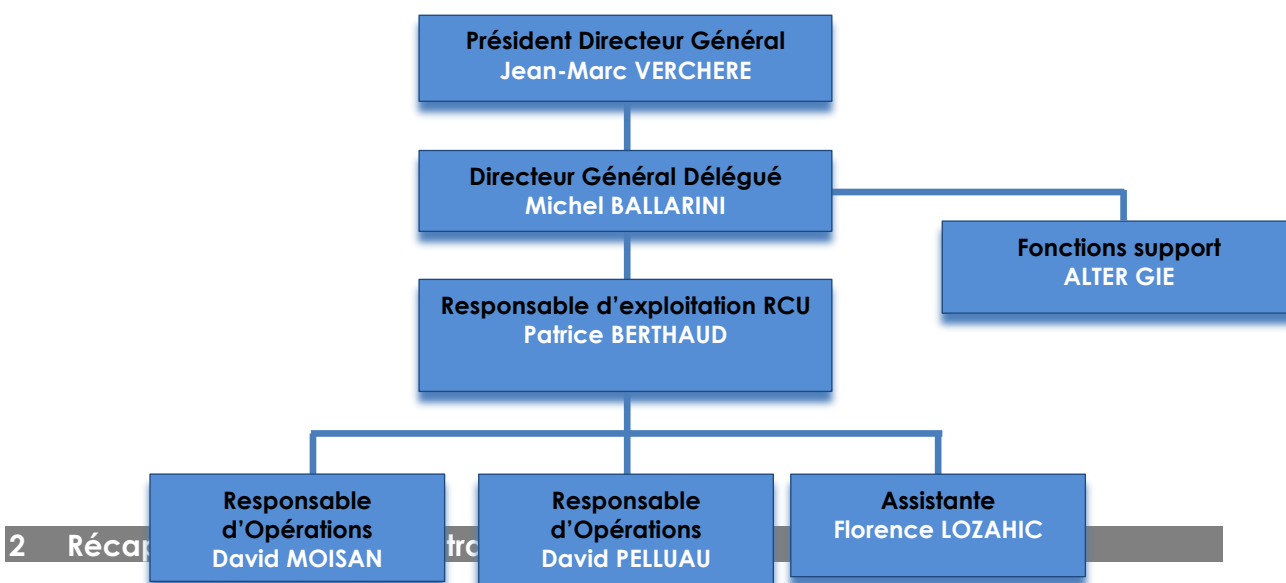 Président Directeur Général
Jean-Marc VERCHERE
Directeur Général Délégué
Michel BALLARINI
Fonctions support
ALTER GIE
Responsable d’exploitation RCU
Patrice BERTHAUD
Responsable
d’Opérations
David MOISAN
Responsable
d’Opérations
David PELLUAU
Assistante
Florence LOZAHIC
2